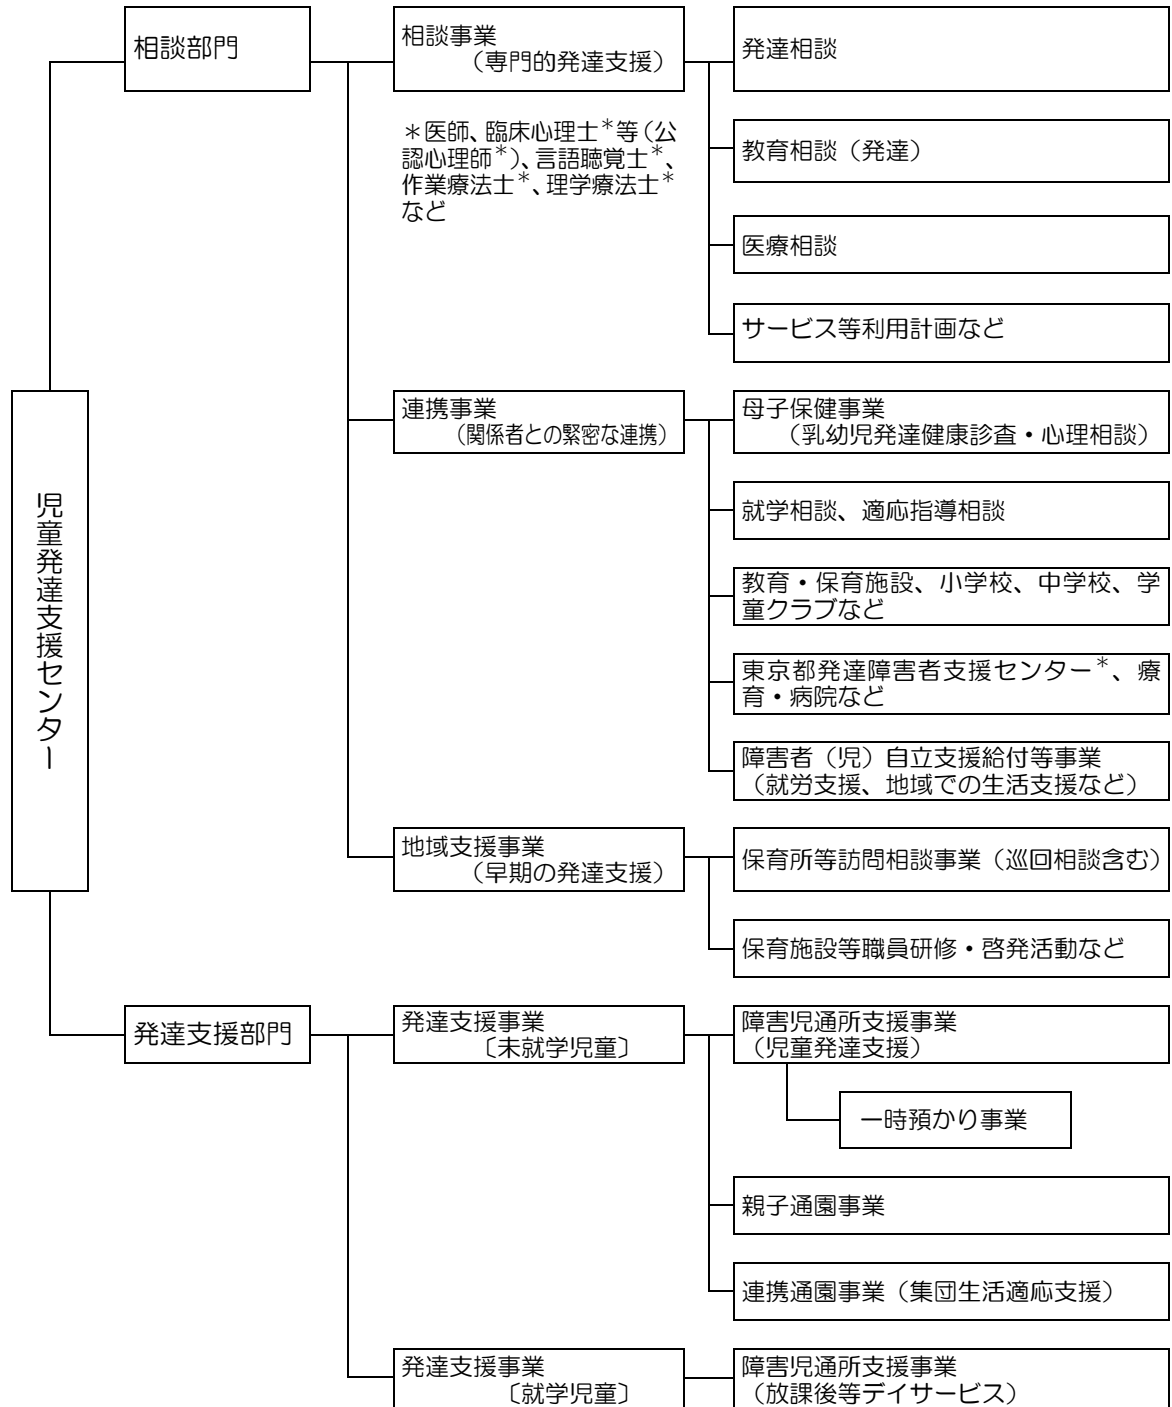 相談部門
相談事業
（専門的発達支援）
＊医師、臨床心理士＊等（公
認心理師＊）、言語聴覚士＊、
作業療法士＊、理学療法士＊
など
発達相談
教育相談（発達）
医療相談
サービス等利用計画など
児童発達支援センター
連携事業
（関係者との緊密な連携）
母子保健事業
（乳幼児発達健康診査・心理相談）
就学相談、適応指導相談
教育・保育施設、小学校、中学校、学
童クラブなど
東京都発達障害者支援センター＊、療
育・病院など
障害者（児）自立支援給付等事業
（就労支援、地域での生活支援など）
地域支援事業
（早期の発達支援）
保育所等訪問相談事業（巡回相談含む）
保育施設等職員研修・啓発活動など
発達支援部門
発達支援事業
〔未就学児童〕
障害児通所支援事業
（児童発達支援）
一時預かり事業
親子通園事業
連携通園事業（集団生活適応支援）
発達支援事業
〔就学児童〕
障害児通所支援事業
（放課後等デイサービス）